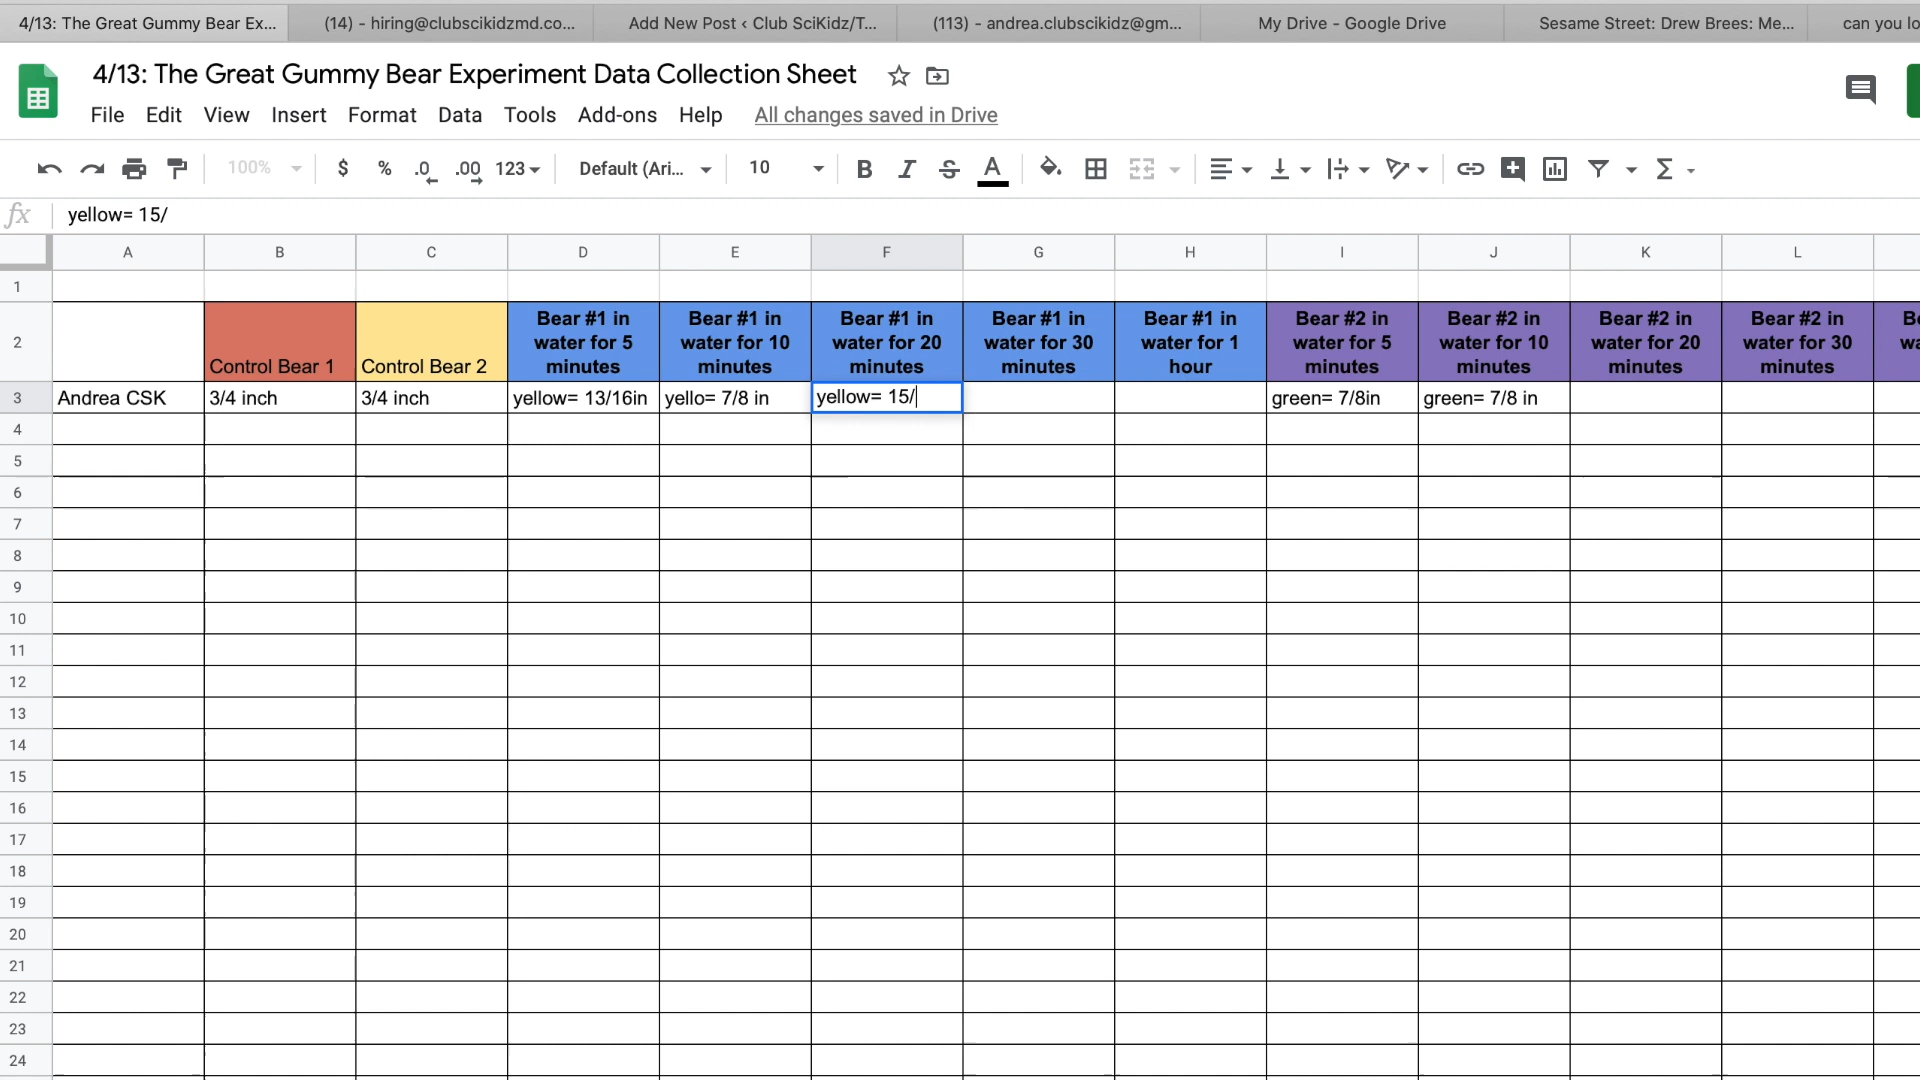 4/13: The Great Gummy Bear Ex...
(14) - hiring@clubscikidzmd.co...
Add New Post ‹ Club SciKidz/T...
(113) - andrea.clubscikidz@gm...
My Drive - Google Drive
Sesame Street: Drew Brees: Me...
can you lo
4/13: The Great Gummy Bear Experiment Data Collection Sheet
File Edit View Insert Format Data Tools Add-ons Help All changes saved in Drive
100% $ % .0 .00 123 Default (Ari... 10 B I S A Σ
fx yellow= 15/
A B C D E F G H I J K L
1
2
Control Bear 1
Control Bear 2
Bear #1 in
water for 5
minutes
Bear #1 in
water for 10
minutes
Bear #1 in
water for 20
minutes
Bear #1 in
water for 30
minutes
Bear #1 in
water for 1
hour
Bear #2 in
water for 5
minutes
Bear #2 in
water for 10
minutes
Bear #2 in
water for 20
minutes
Bear #2 in
water for 30
minutes
3 Andrea CSK 3/4 inch 3/4 inch yellow= 13/16in yello= 7/8 in yellow= 15/ green= 7/8in green= 7/8 in
4
5
6
7
8
9
10
11
12
13
14
15
16
17
18
19
20
21
22
23
24